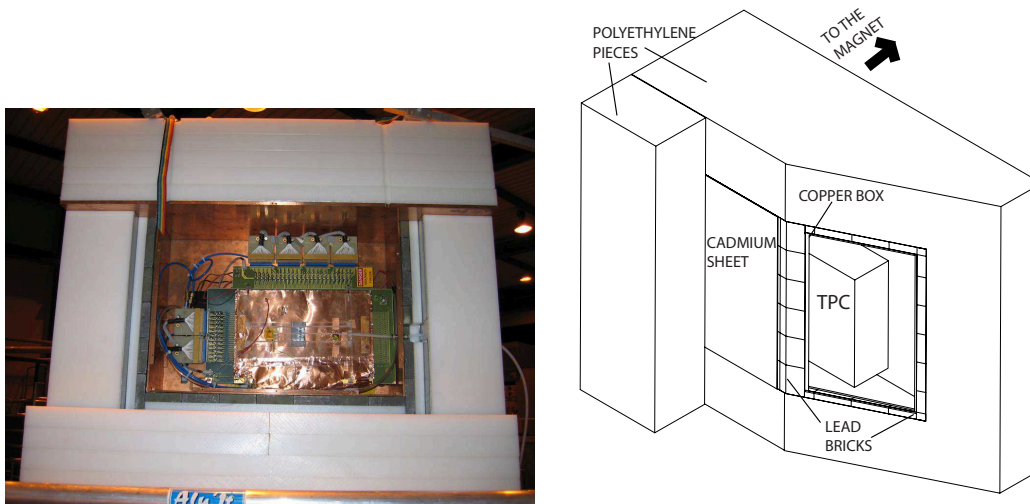 POLYETHYLENE
PIECES
TO THE
MAGNET
COPPER BOX
CADMIUM
SHEET
TPC
LEAD
BRICKS